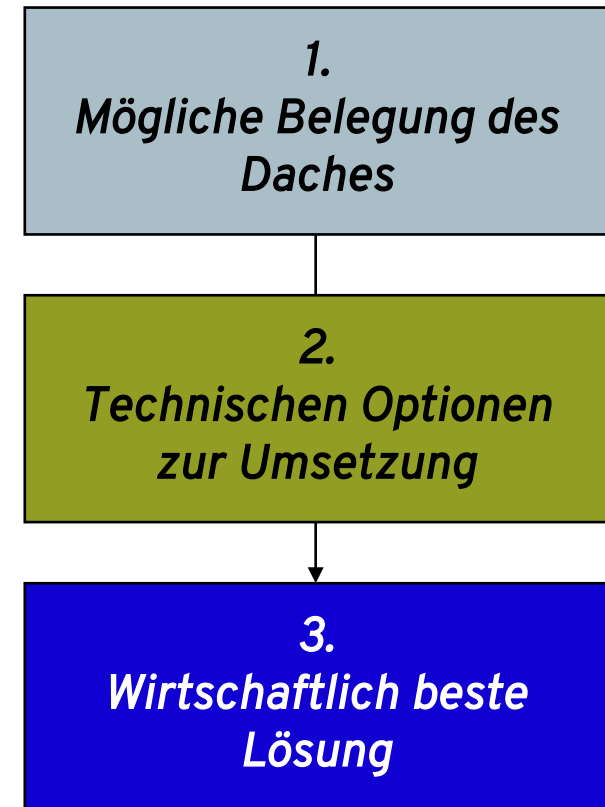 1.
Mögliche Belegung des
Daches
2.
Technischen Optionen
zur Umsetzung
3.
Wirtschaftlich beste
Lösung